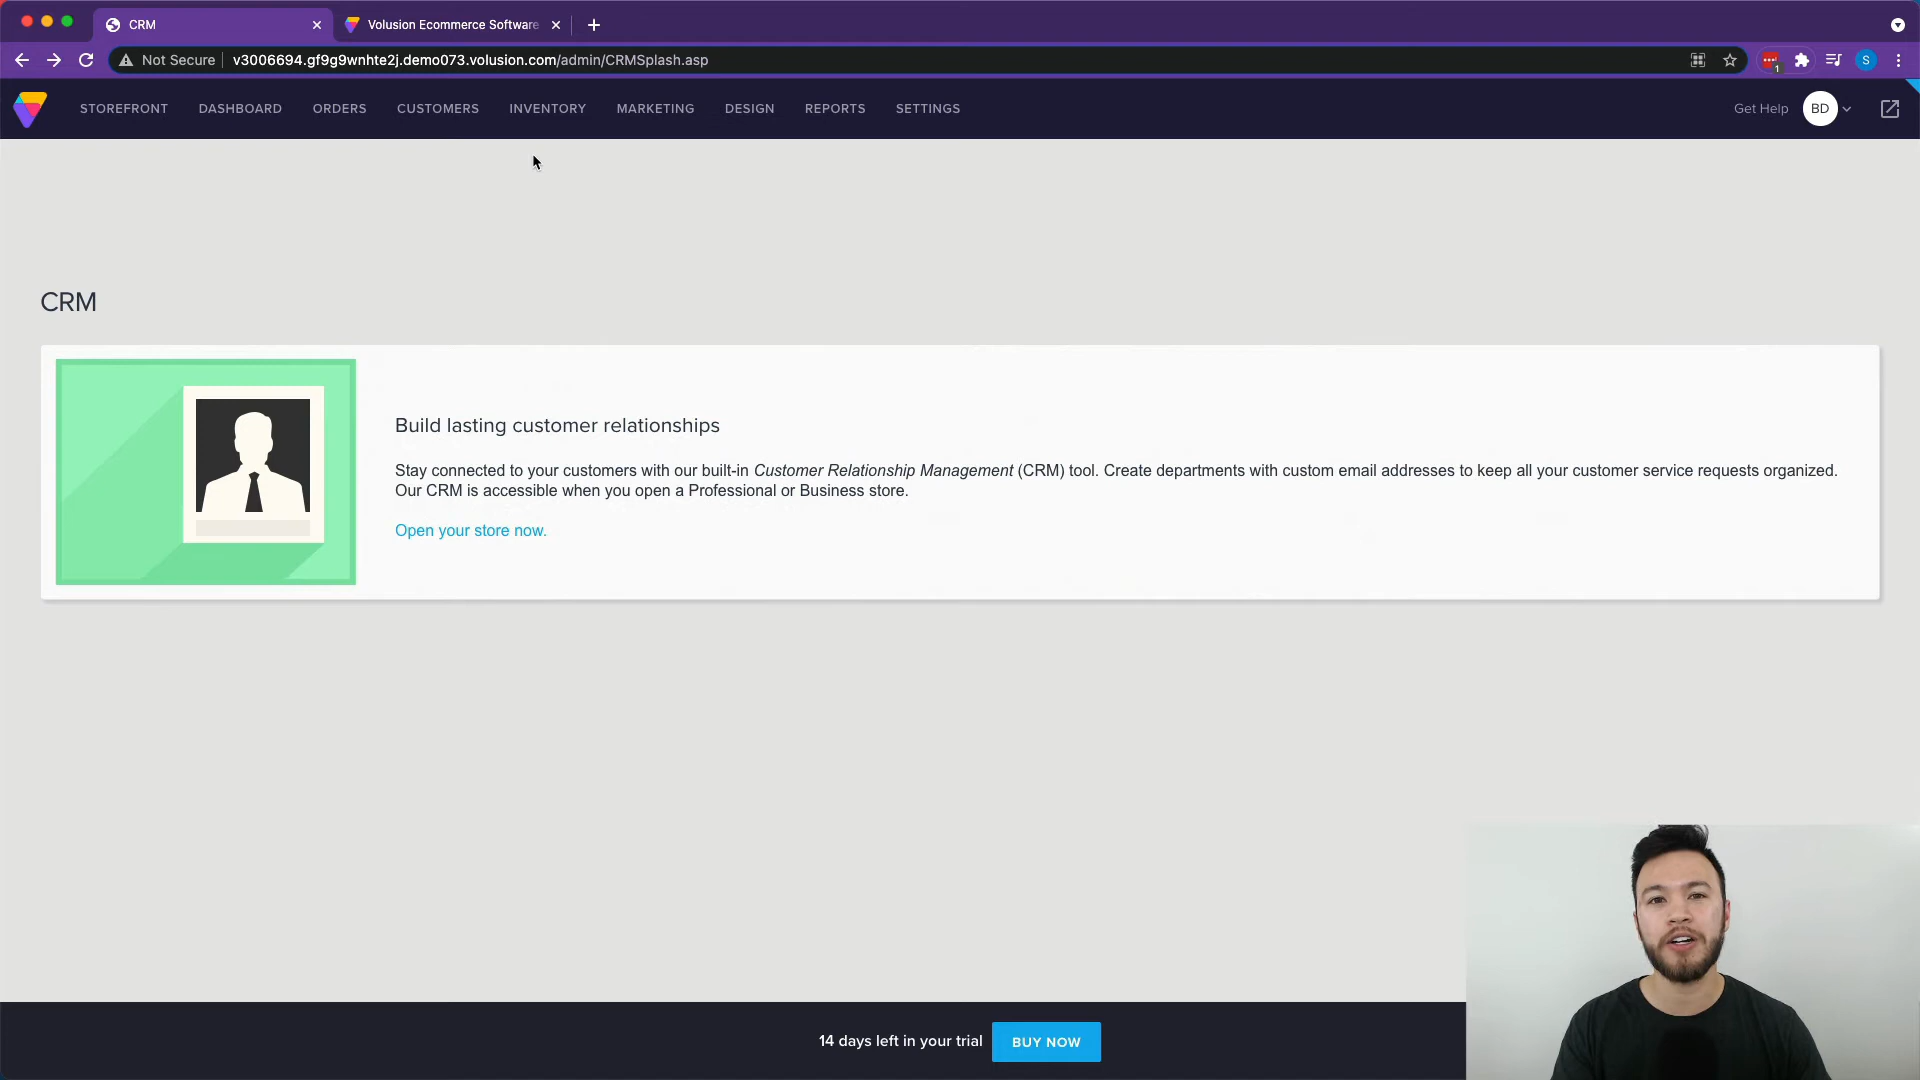 CRM
Volusion Ecommerce Software
Not Secure
v3006694.gf9g9wnhte2j.demo073.volusion.com/admin/CRMSplash.asp
1
S
STOREFRONT DASHBOARD ORDERS CUSTOMERS INVENTORY MARKETING DESIGN REPORTS SETTINGS
Get Help
BD
CRM
Build lasting customer relationships
Stay connected to your customers with our built-in Customer Relationship Management (CRM) tool. Create departments with custom email addresses to keep all your customer service requests organized.
Our CRM is accessible when you open a Professional or Business store.
Open your store now.
14 days left in your trial
BUY NOW